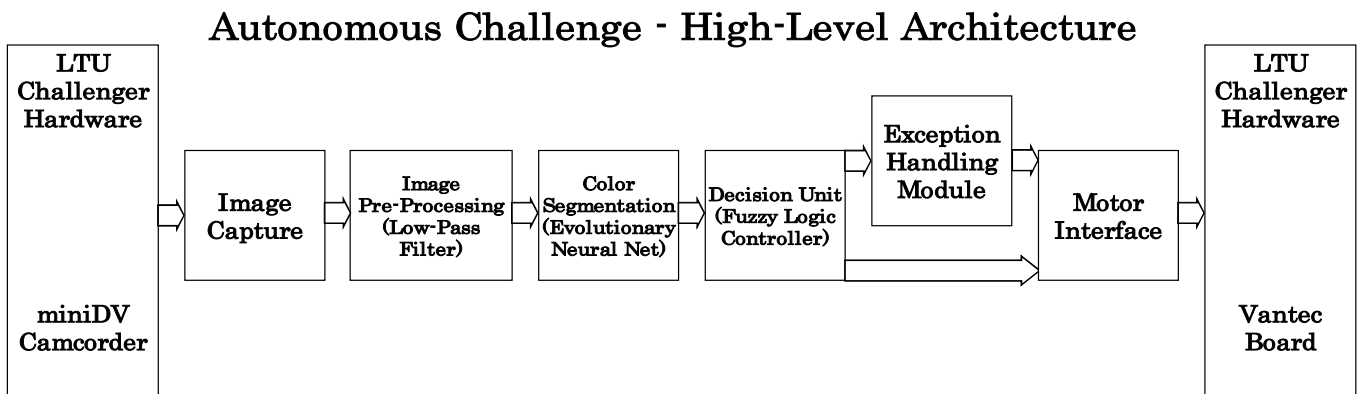 Autonomous Challenge - High-Level Architecture
LTU
Challenger
Hardware
miniDV
Camcorder
Image
Capture
Image
Pre-Processing
(Low-Pass
Filter)
Color
Segmentation
(Evolutionary
Neural Net)
Decision Unit
(Fuzzy Logic
Controller)
Exception
Handling
Module
Motor
Interface
LTU
Challenger
Hardware
Vantec
Board